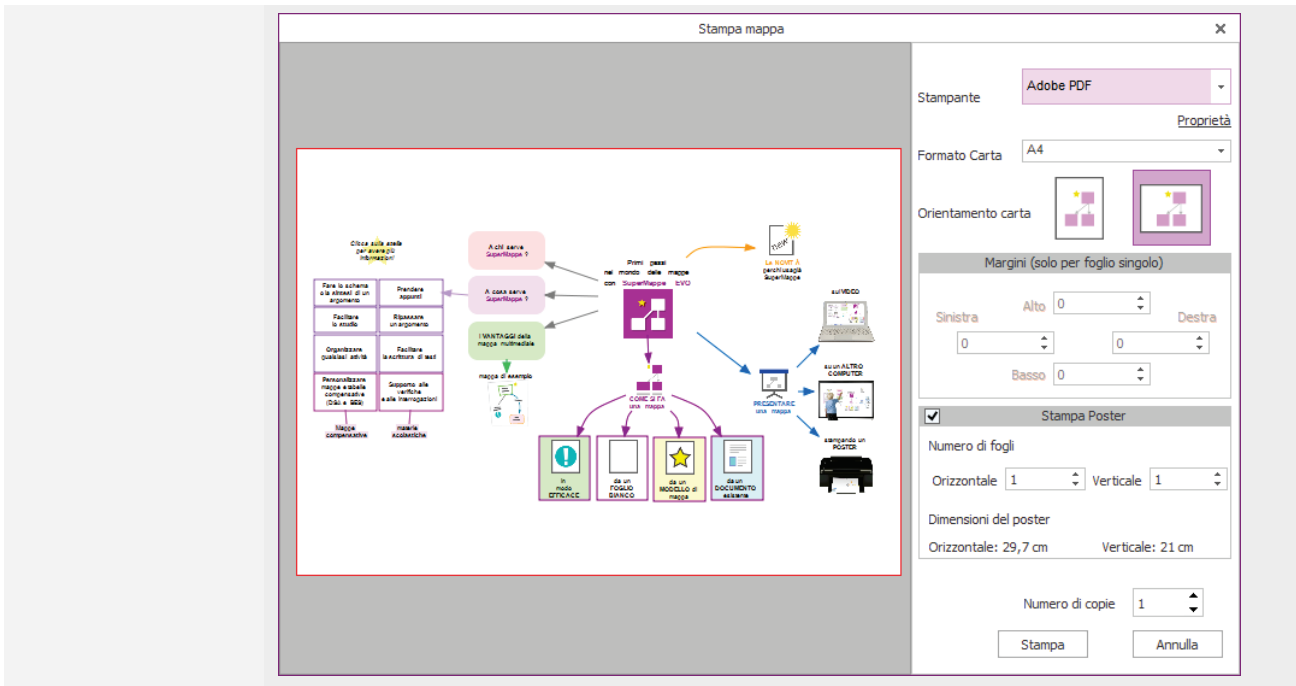 Stampa mappa
Stampante
Adobe PDF
Proprietà
Formato Carta
A4
Orientamento carta
Margini (solo per foglio singolo)
Alto 0
Sinistra
Destra
0
0
Basso 0
Stampa Poster
Numero di fogli
Orizzontale 1 Verticale 1
Dimensioni del poster
Orizzontale: 29,7 cm Verticale: 21 cm
Numero di copie 1
Stampa
Annulla
Clicca sulla stella
per avere più
informazioni
Fare lo schema
o la sintesi di un
argomento
Prendere
appunti
Facilitare
lo studio
Ripassare
un argomento
Organizzare
qualsiasi attività
Facilitare
la scrittura di testi
Personalizzare
mappe e tabelle
compensative
(DSA e BES)
Supporto alle
verifiche
e alle interrogazioni
Mappe
compensative
materie
scolastiche
A chi serve
SuperMappe ?
A cosa serve
SuperMappe ?
I VANTAGGI della
mappa multimediale
mappa di esempio
Primi passi
nel mondo delle mappe
con SuperMappe EVO
new
Le NOVITÀ
per chi usa già
SuperMappe
COME SI FA
una mappa
in
modo
EFFICACE
da un
FOGLIO
BIANCO
da un
MODELLO di
mappa
da un
DOCUMENTO
esistente
PRESENTARE
una mappa
sul VIDEO
su un ALTRO
COMPUTER
stampando un
POSTER